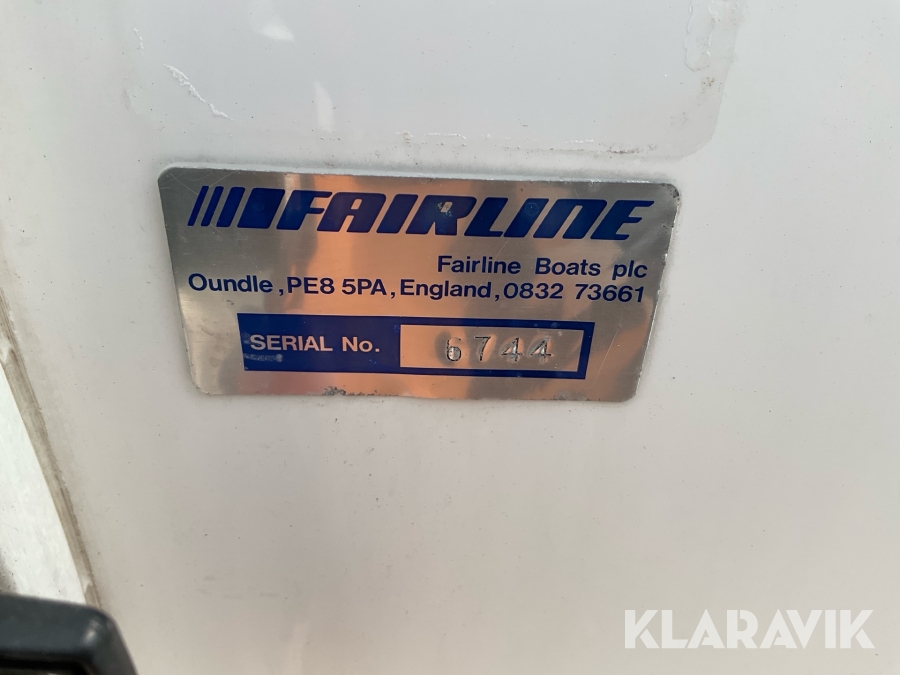 FAIRLINE
Fairline Boats plc
Oundle, PE8 5PA, England, 0832 73661
SERIAL No. 6744
KLARAVIK